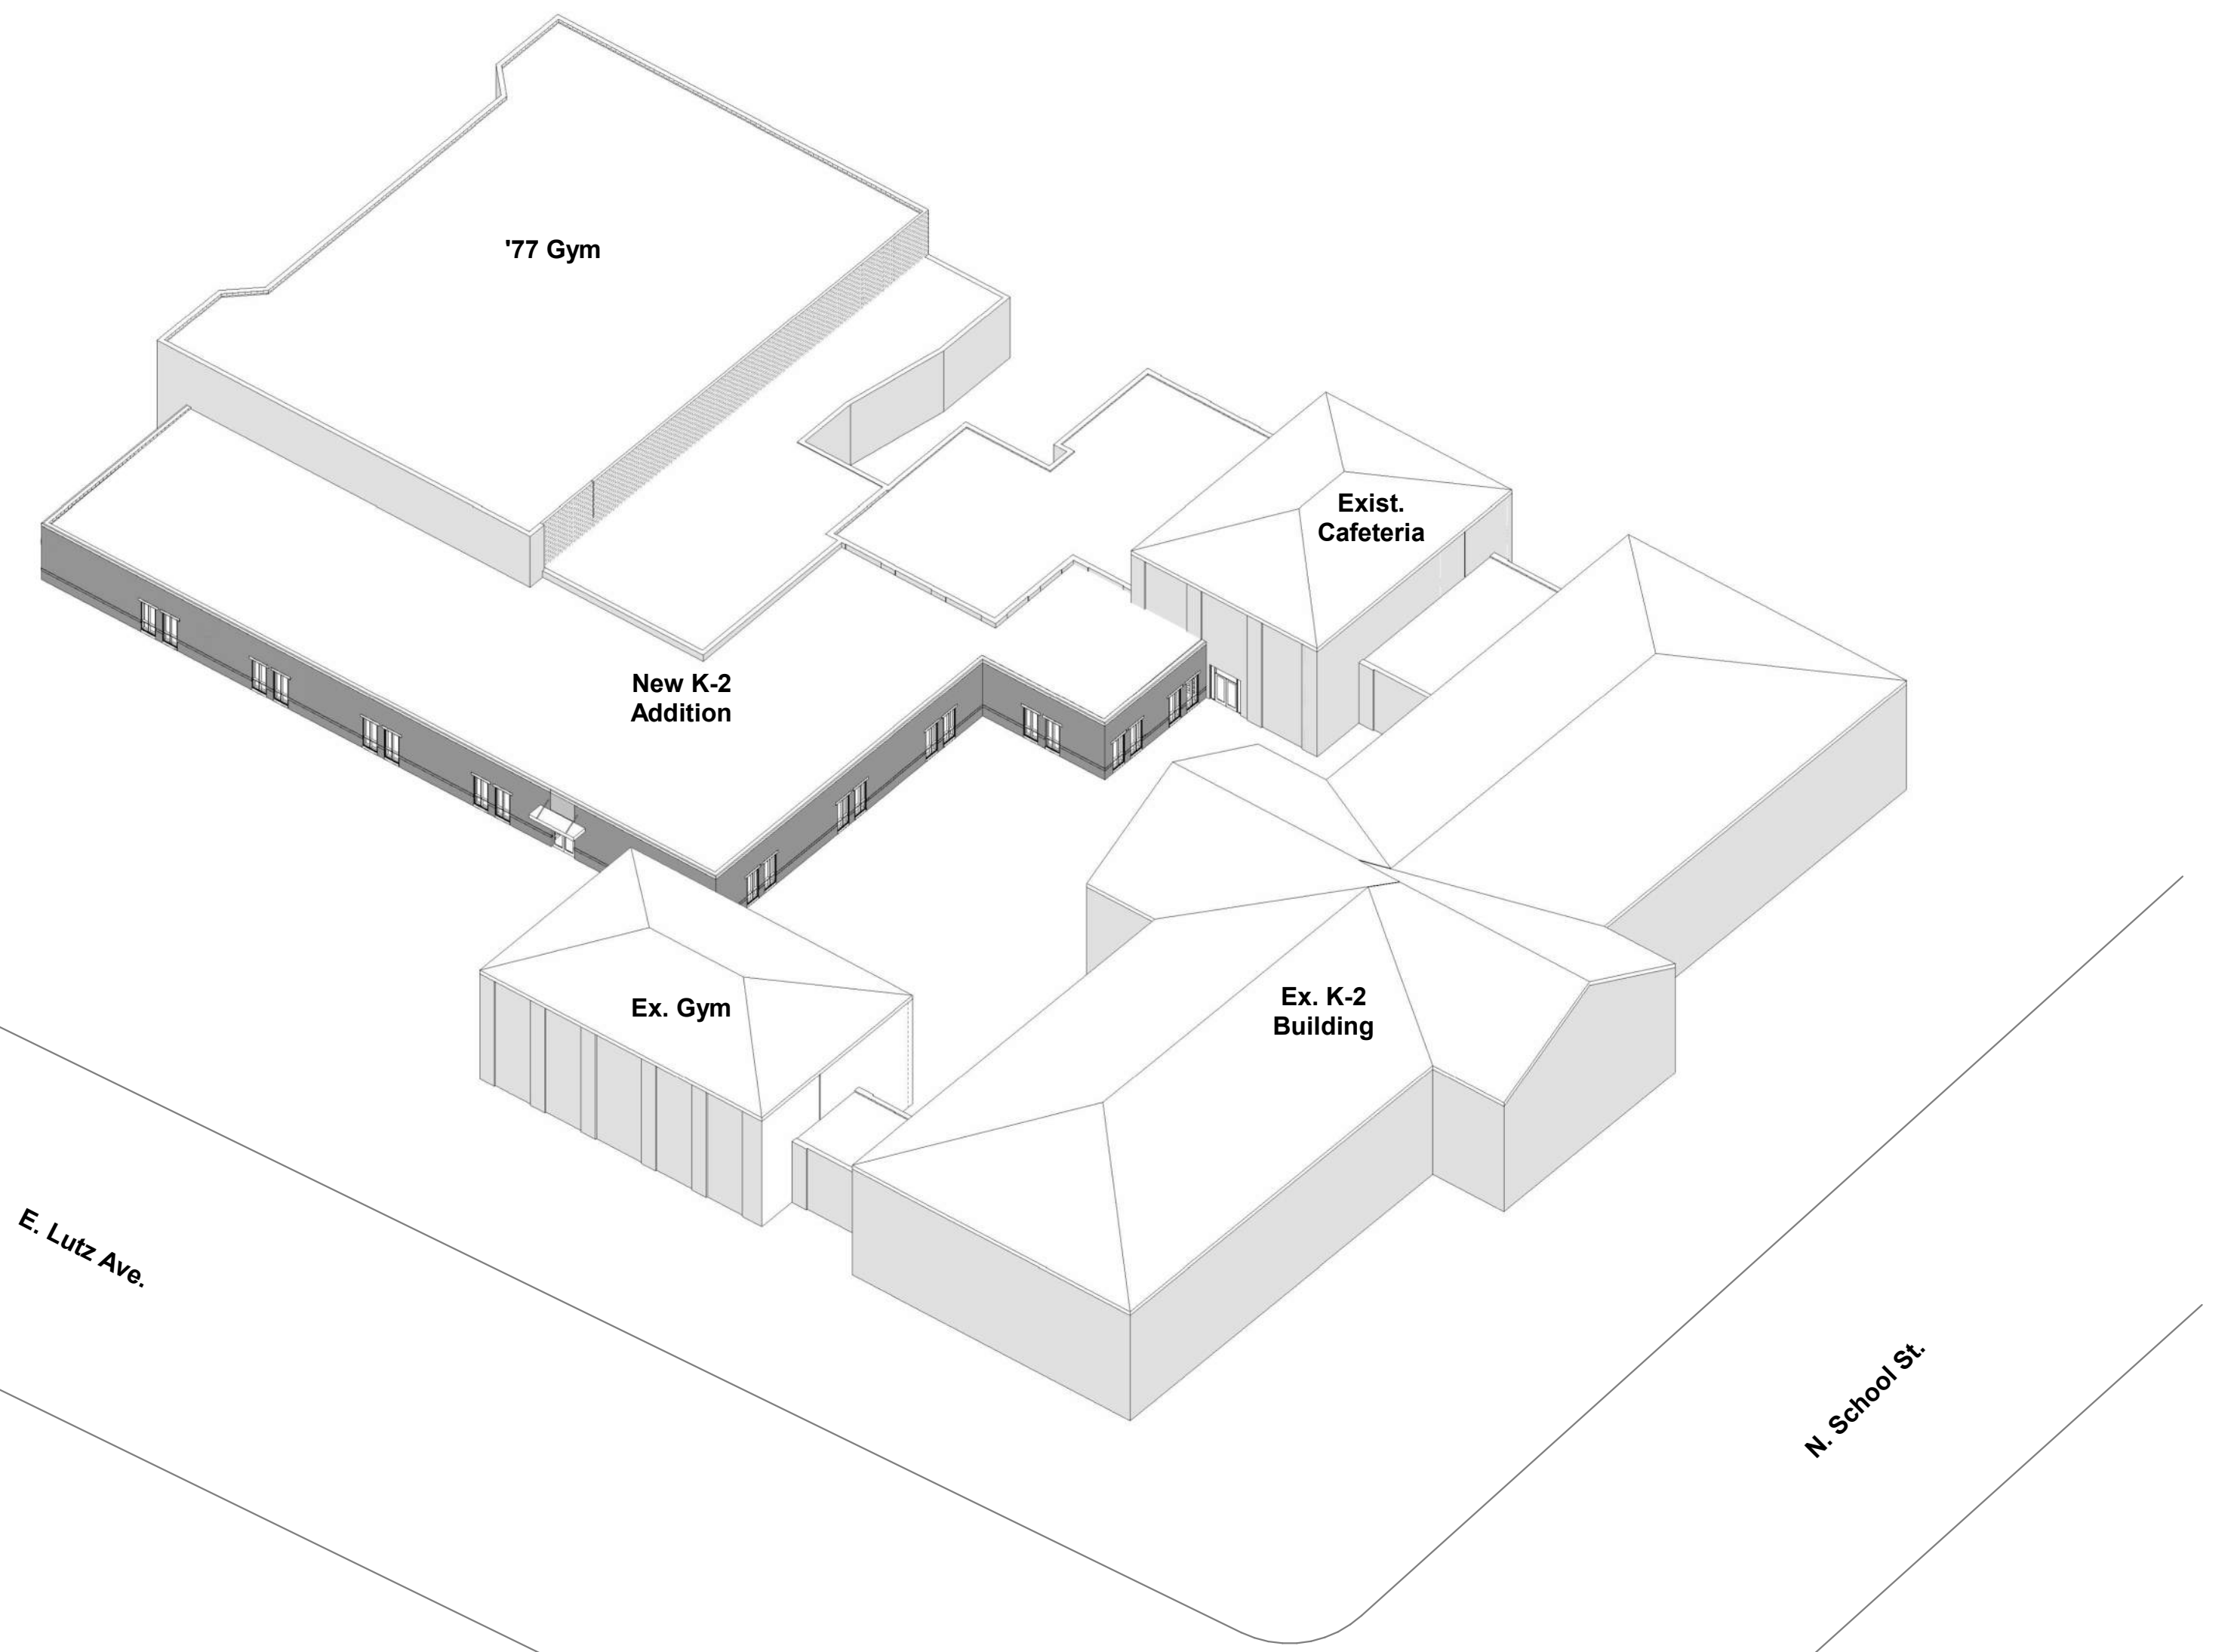 '77 Gym
Exist.
Cafeteria
New K-2
Addition
Ex. Gym
Ex. K-2
Building
E. Lutz Ave.
N. School St.